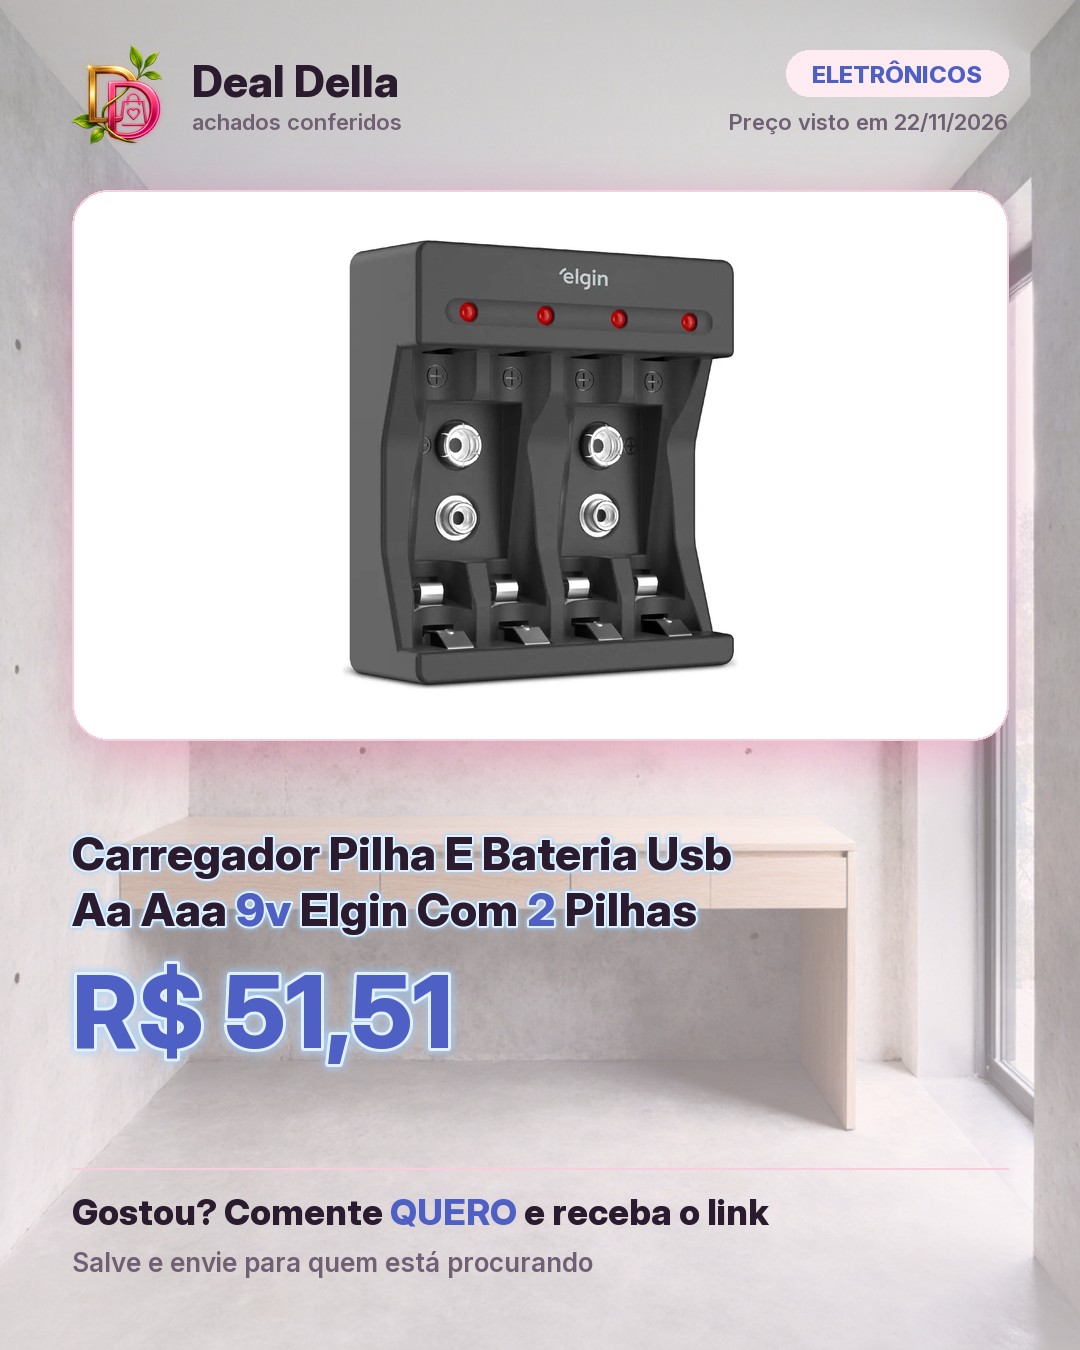 Deal Della
achados conferidos
ELETRÔNICOS
Preço visto em 22/11/2026
elgin
Carregador Pilha E Bateria Usb
Aa Aaa 9v Elgin Com 2 Pilhas
R$ 51,51
Gostou? Comente QUERO e receba o link
Salve e envie para quem está procurando